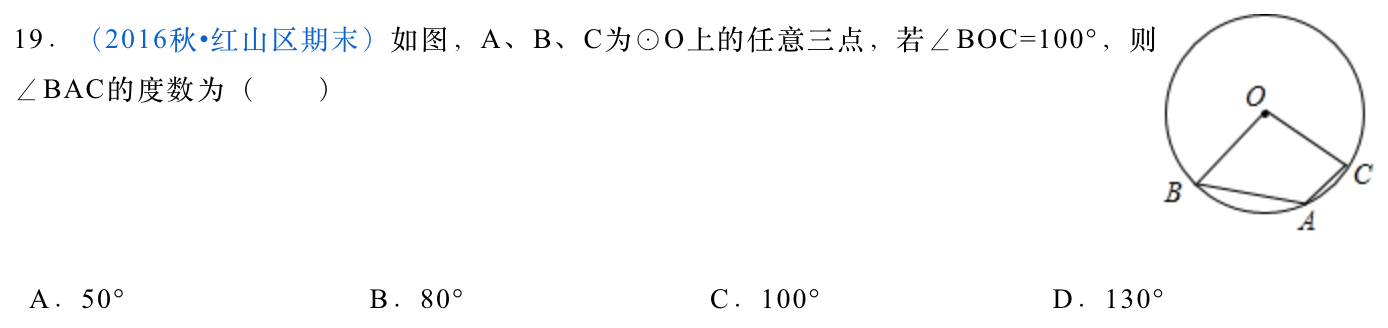 19. （2016秋•红山区期末）如图，A、B、C为⊙O上的任意三点，若∠BOC=100°，则
∠BAC的度数为（　　）
O
C
B
A
A. 50°　　B. 80°　　C. 100°　　D. 130°